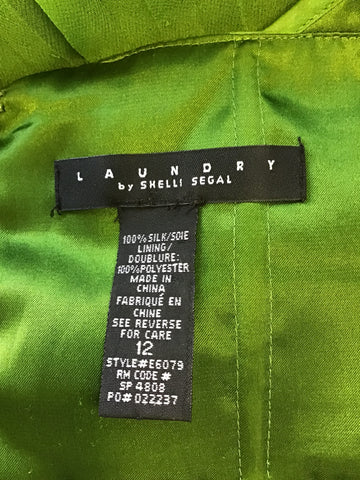 LAUNDRY
by SHELLI SEGAL
100% SILK/SOIE
LINING/
DOUBLURE:
100% POLYESTER
MADE IN
CHINA
FABRIQUÉ EN
CHINE
SEE REVERSE
FOR CARE
12
STYLE#E6079
RM CODE#
SP 4808
PO# 022237